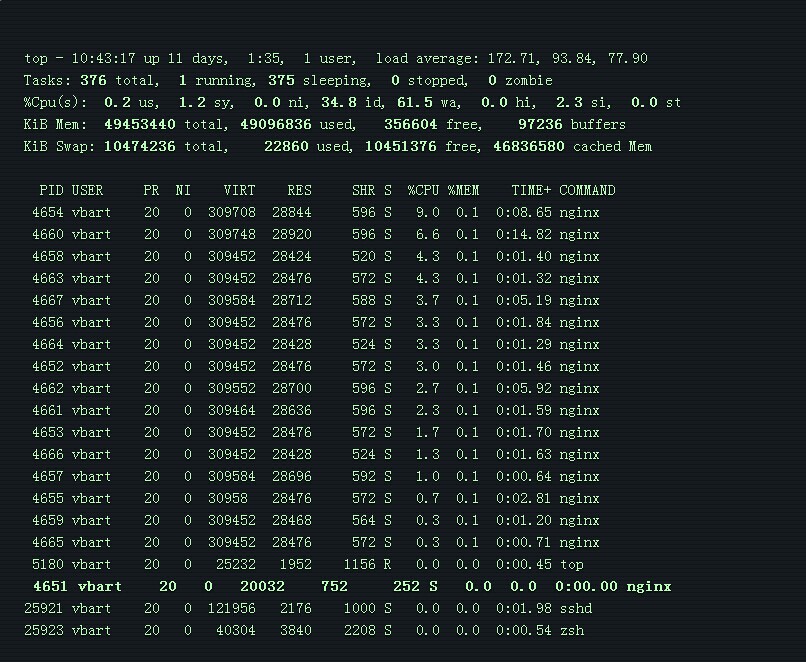 top - 10:43:17 up 11 days,  1:35,  1 user,  load average: 172.71, 93.84, 77.90
Tasks: 376 total,  1 running, 375 sleeping,  0 stopped,  0 zombie
%Cpu(s):  0.2 us,  1.2 sy,  0.0 ni, 34.8 id, 61.5 wa,  0.0 hi,  2.3 si,  0.0 st
KiB Mem:  49453440 total, 49096836 used,  356604 free,  97236 buffers
KiB Swap: 10474236 total,  22860 used, 10451376 free, 46836580 cached Mem
PID USER PR NI VIRT RES SHR S %CPU %MEM TIME+ COMMAND
4654 vbart 20 0 309708 28844 596 S 9.0 0.1 0:08.65 nginx
4660 vbart 20 0 309748 28920 596 S 6.6 0.1 0:14.82 nginx
4658 vbart 20 0 309452 28424 520 S 4.3 0.1 0:01.40 nginx
4663 vbart 20 0 309452 28476 572 S 4.3 0.1 0:01.32 nginx
4667 vbart 20 0 309584 28712 588 S 3.7 0.1 0:05.19 nginx
4656 vbart 20 0 309452 28476 572 S 3.3 0.1 0:01.84 nginx
4664 vbart 20 0 309452 28428 524 S 3.3 0.1 0:01.29 nginx
4652 vbart 20 0 309452 28476 572 S 3.0 0.1 0:01.46 nginx
4662 vbart 20 0 309552 28700 596 S 2.7 0.1 0:05.92 nginx
4661 vbart 20 0 309464 28636 596 S 2.3 0.1 0:01.59 nginx
4653 vbart 20 0 309452 28476 572 S 1.7 0.1 0:01.70 nginx
4666 vbart 20 0 309452 28428 524 S 1.3 0.1 0:01.63 nginx
4657 vbart 20 0 309584 28696 592 S 1.0 0.1 0:00.64 nginx
4655 vbart 20 0 30958 28476 572 S 0.7 0.1 0:02.81 nginx
4659 vbart 20 0 309452 28468 564 S 0.3 0.1 0:01.20 nginx
4665 vbart 20 0 309452 28476 572 S 0.3 0.1 0:00.71 nginx
5180 vbart 20 0 25232 1952 1156 R 0.0 0.0 0:00.45 top
4651 vbart 20 0 20032 752 252 S 0.0 0.0 0:00.00 nginx
25921 vbart 20 0 121956 2176 1000 S 0.0 0.0 0:01.98 sshd
25923 vbart 20 0 40304 3840 2208 S 0.0 0.0 0:00.54 zsh